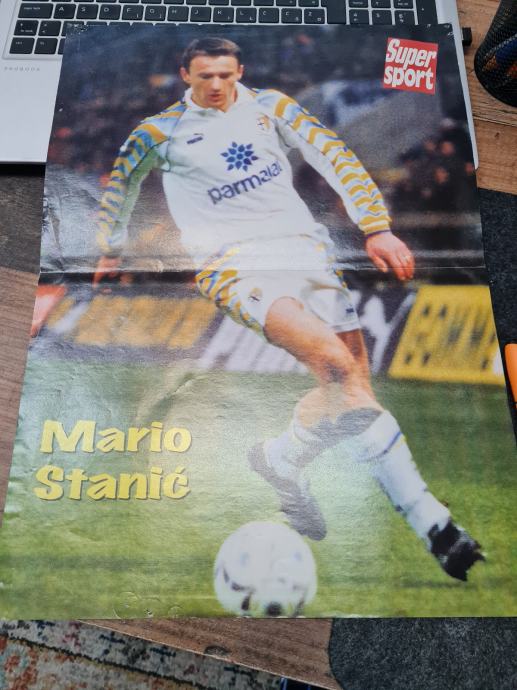 Super
sport
parmalat
Mario
Stanić